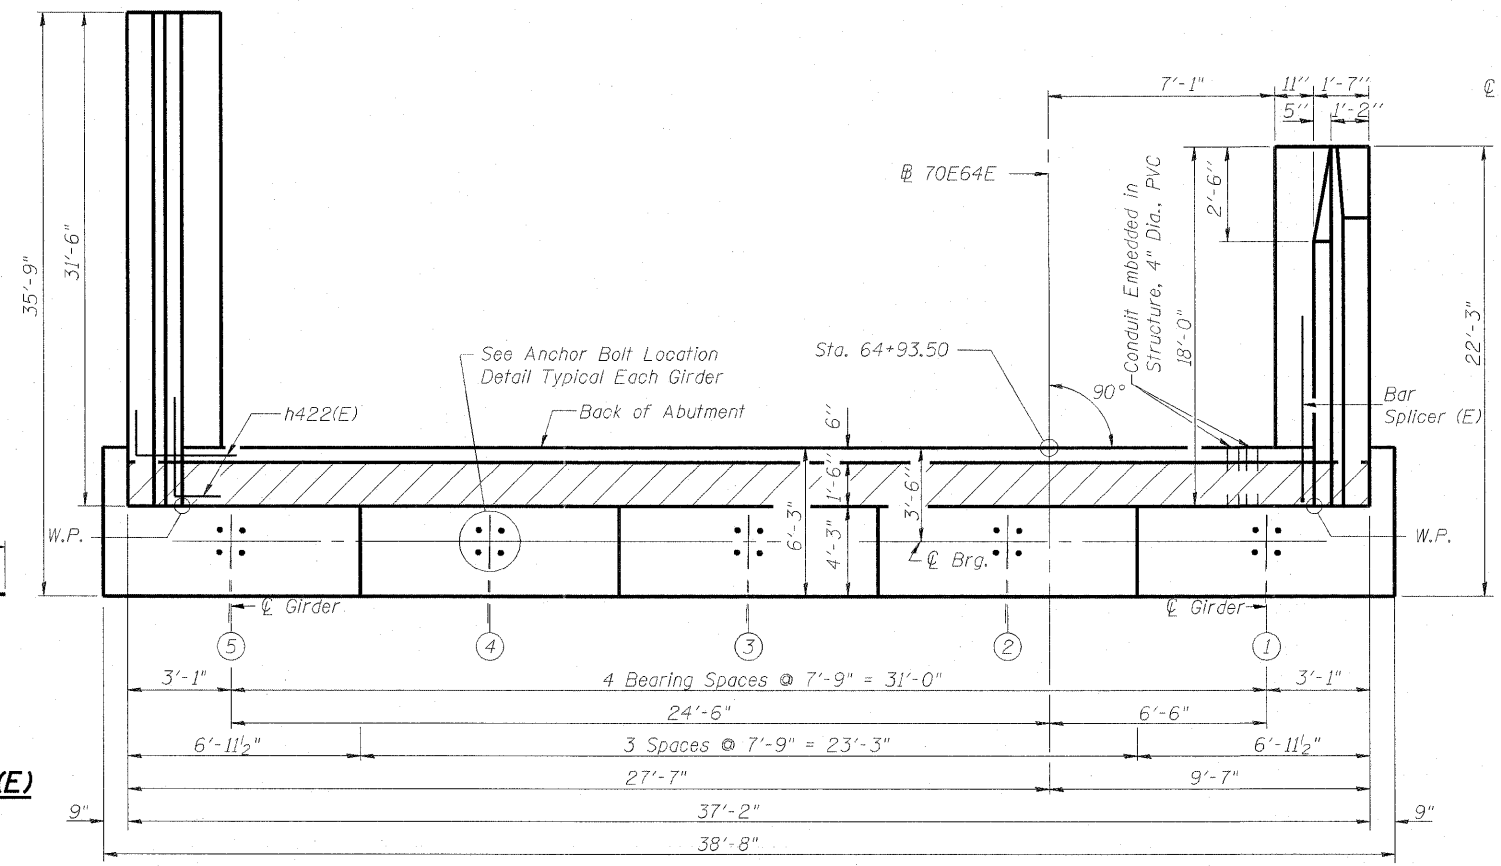 7'-1"
11"
1'-7"
℄
5"
1'-2"
35'-9"
31'-6"
℄ 70E64E
Conduit Embedded in
Structure, 4" Dia., PVC
18'-0"
2'-6"
22'-3"
See Anchor Bolt Location
Detail Typical Each Girder
Sta. 64+93.50
90°
h422(E)
Back of Abutment
6"
Bar
Splicer (E)
1'-6"
3'-6"
6'-3"
4'-3"
W.P.
W.P.
℄ Brg.
℄ Girder
℄ Girder
5
4
3
2
1
3'-1"
4 Bearing Spaces @ 7'-9" = 31'-0"
3'-1"
24'-6"
6'-6"
6'-11½"
3 Spaces @ 7'-9" = 23'-3"
6'-11½"
27'-7"
9'-7"
(E)
9"
37'-2"
9"
38'-8"